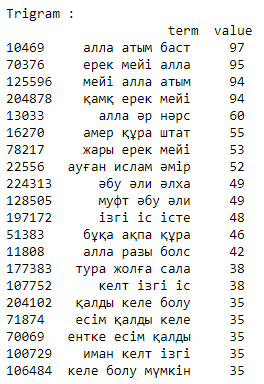 Trigram :
term value
10469 алла атым баст 97
70376 ерек мейі алла 95
125596 мейі алла атым 94
204878 қамқ ерек мейі 94
13033 алла әр нәрс 60
16270 амер құра штат 55
78217 жары ерек мейі 53
22556 ауған ислам әмір 52
224313 әбу әли әлха 49
128505 муфт әбу әли 49
197172 ізгі іс істе 48
51383 бұқа ақпа құра 46
11808 алла разы болс 42
177383 тура жолға сала 38
107752 келт ізгі іс 38
204102 қалды келе болу 35
71874 есім қалды келе 35
70069 ентке есім қалды 35
100729 иман келт ізгі 35
106484 келе болу мүмкін 35